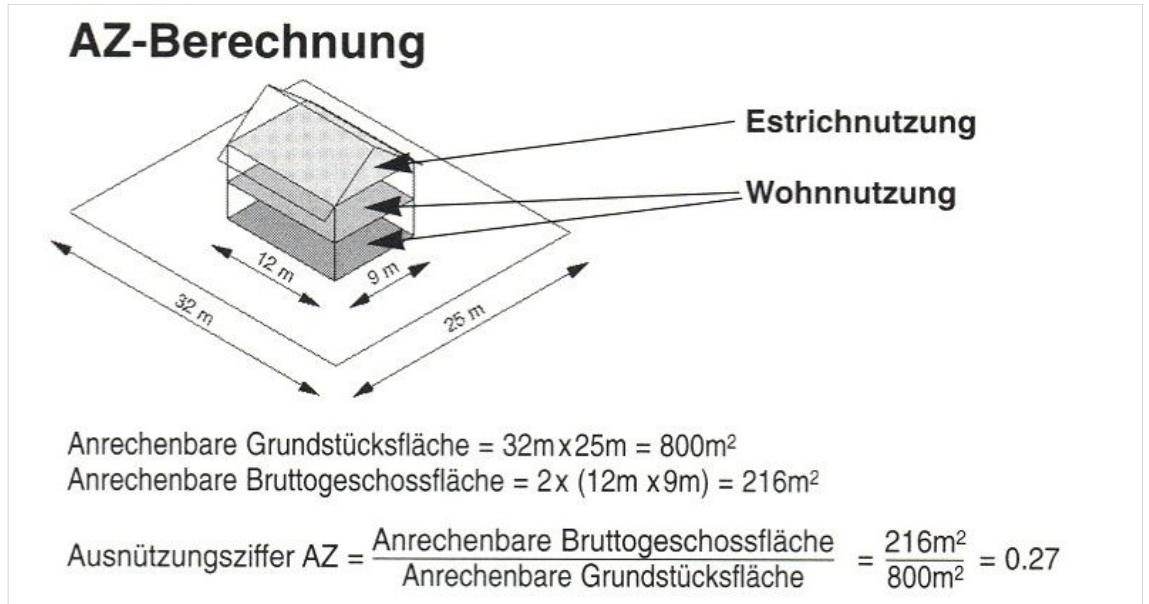 AZ-Berechnung
Estrichnutzung
Wohnnutzung
12 m
9 m
32 m
25 m
Anrechenbare Grundstücksfläche = 32m x 25m = 800m²
Anrechenbare Bruttogeschossfläche = 2x (12m x 9m) = 216m²
Ausnützungsziffer AZ = Anrechenbare Bruttogeschossfläche / Anrechenbare Grundstücksfläche = 216m² / 800m² = 0.27